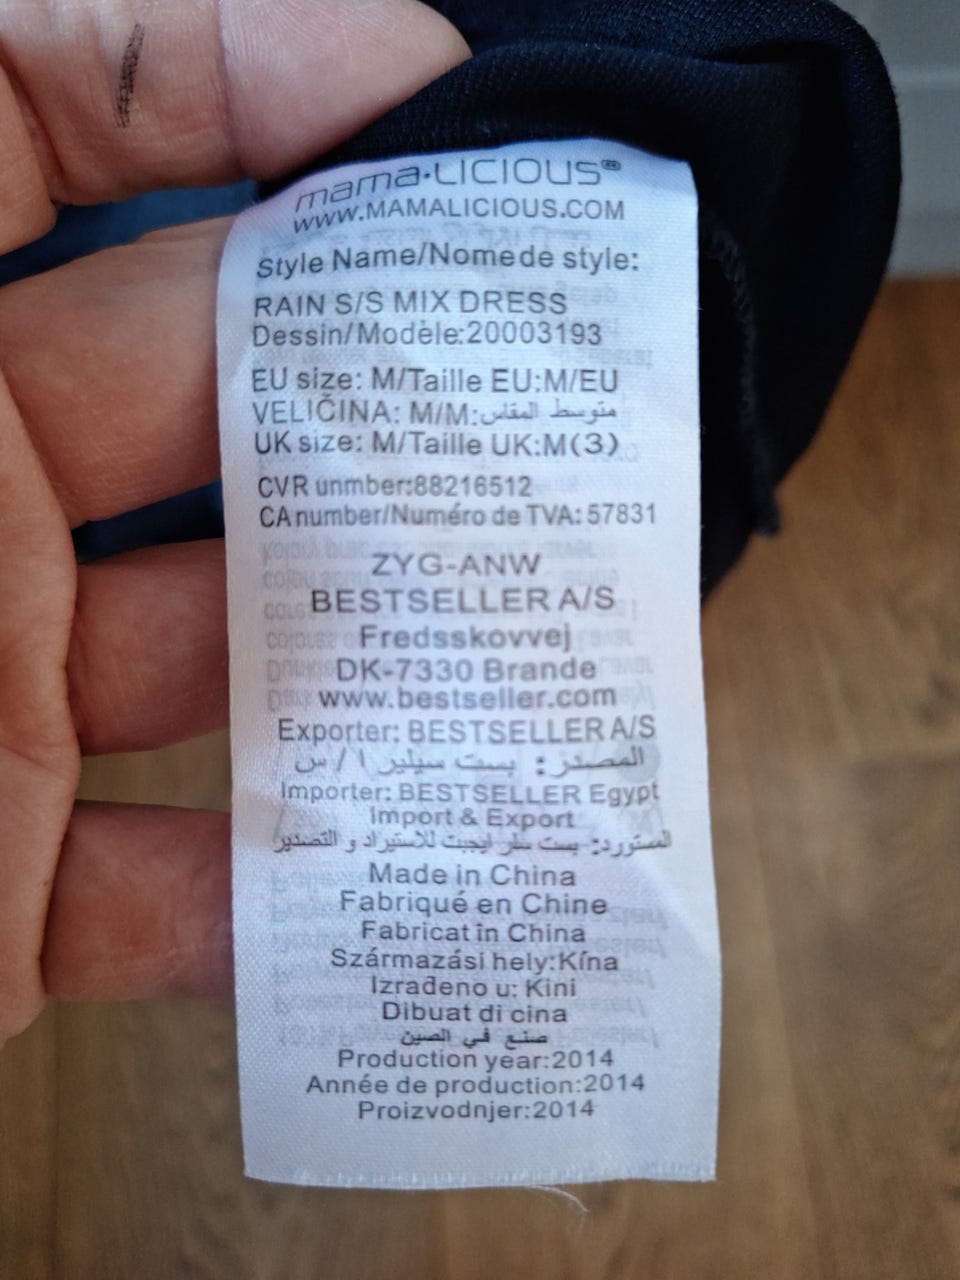 mama.LICIOUS®
WWW.MAMALICIOUS.COM
Style Name/Nomede style:
RAIN S/S MIX DRESS
Dessin/Modèle:20003193
EU size: M/Taille EU:M/EU
VELIČINA: M/M:متوسط المقاس
UK size: M/Taille UK:M(3)
CVR unmber:88216512
CA number/Numéro de TVA: 57831
ZYG-ANW
BESTSELLER A/S
Fredsskovvej
DK-7330 Brande
www.bestseller.com
Exporter: BESTSELLER A/S
المصدر: بست سيلير ا / س
Importer: BESTSELLER Egypt
Import & Export
المستورد: بست سلر ايجبت للاستيراد و التصدير
Made in China
Fabriqué en Chine
Fabricat în China
Származási hely:Kína
Izrađeno u: Kini
Dibuat di cina
صنع في الصين
Production year:2014
Année de production:2014
Proizvodnjer:2014